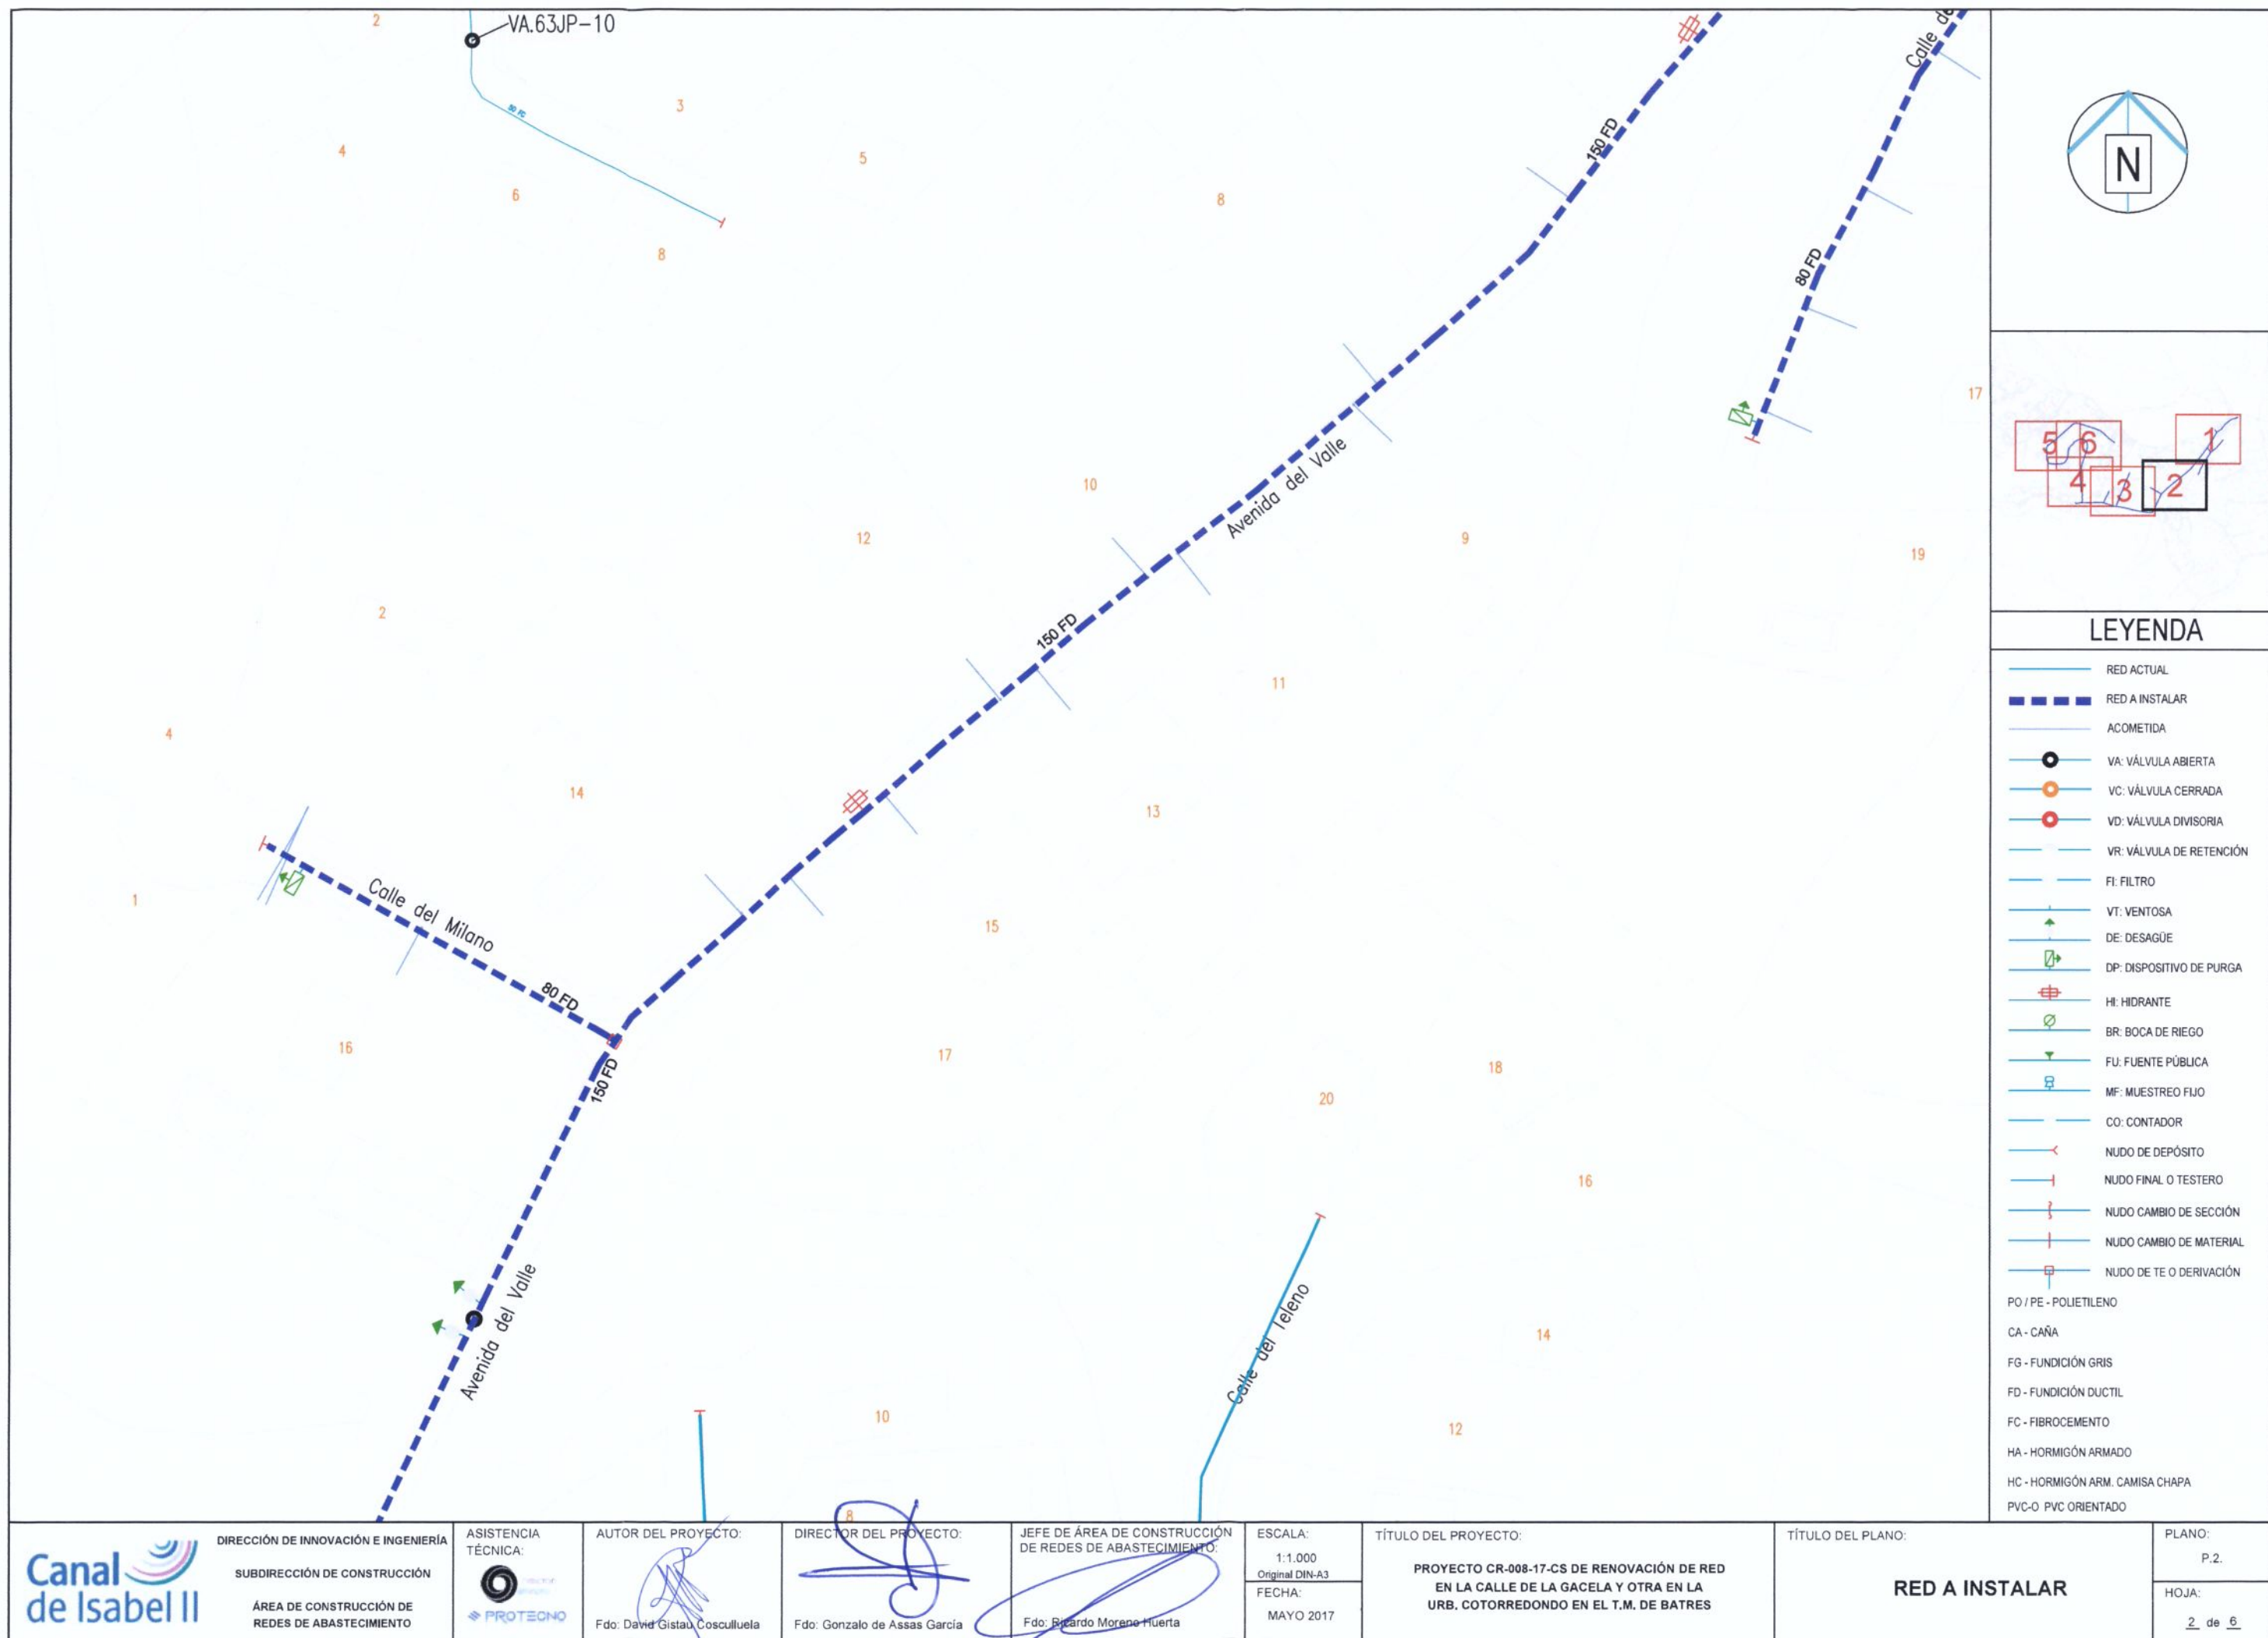 VA.63JP-10
2
3
50 FC
4
5
6
8
8
150 FD
Calle de
80 FD
17
10
Avenida del Valle
12
9
19
2
150 FD
11
4
14
13
1
Calle del Milano
15
80 FD
16
17
150 FD
18
20
16
Avenida del Valle
Calle del Teleno
14
10
12
8
N
1
5
6
4
3
2
LEYENDA
RED ACTUAL
RED A INSTALAR
ACOMETIDA
VA: VÁLVULA ABIERTA
VC: VÁLVULA CERRADA
VD: VÁLVULA DIVISORIA
VR: VÁLVULA DE RETENCIÓN
FI: FILTRO
VT: VENTOSA
DE: DESAGÜE
DP: DISPOSITIVO DE PURGA
HI: HIDRANTE
BR: BOCA DE RIEGO
FU: FUENTE PÚBLICA
MF: MUESTREO FIJO
CO: CONTADOR
NUDO DE DEPÓSITO
NUDO FINAL O TESTERO
NUDO CAMBIO DE SECCIÓN
NUDO CAMBIO DE MATERIAL
NUDO DE TE O DERIVACIÓN
PO / PE - POLIETILENO
CA - CAÑA
FG - FUNDICIÓN GRIS
FD - FUNDICIÓN DUCTIL
FC - FIBROCEMENTO
HA - HORMIGÓN ARMADO
HC - HORMIGÓN ARM. CAMISA CHAPA
PVC-O PVC ORIENTADO
Canal
de Isabel II
DIRECCIÓN DE INNOVACIÓN E INGENIERÍA
SUBDIRECCIÓN DE CONSTRUCCIÓN
ÁREA DE CONSTRUCCIÓN DE
REDES DE ABASTECIMIENTO
ASISTENCIA
TÉCNICA:
PROTECNO
AUTOR DEL PROYECTO:
Fdo: David Gistau Cosculluela
DIRECTOR DEL PROYECTO:
Fdo: Gonzalo de Assas García
JEFE DE ÁREA DE CONSTRUCCIÓN
DE REDES DE ABASTECIMIENTO:
Fdo: Ricardo Moreno Huerta
ESCALA:
1:1.000
Original DIN-A3
FECHA:
MAYO 2017
TÍTULO DEL PROYECTO:
PROYECTO CR-008-17-CS DE RENOVACIÓN DE RED
EN LA CALLE DE LA GACELA Y OTRA EN LA
URB. COTORREDONDO EN EL T.M. DE BATRES
TÍTULO DEL PLANO:
RED A INSTALAR
PLANO:
P.2.
HOJA:
2 de 6